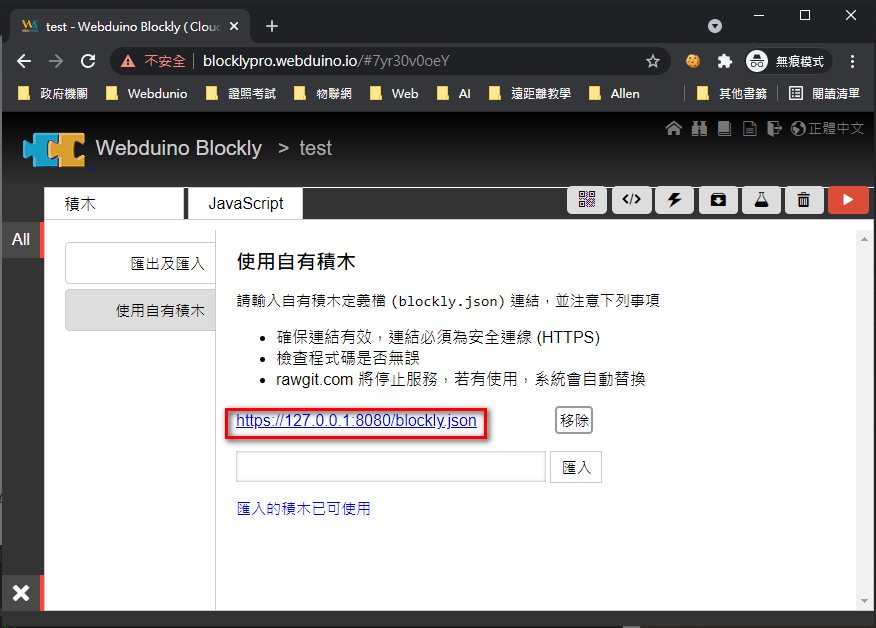 test - Webduino Blockly ( Clou
不安全
blocklypro.webduino.io/#7yr30v0oeY
無痕模式
政府機關 Webdunio 證照考試 物聯網 Web AI 遠距離教學 Allen 其他書籤 閱讀清單
正體中文
Webduino Blockly > test
積木 JavaScript
All
匯出及匯入
使用自有積木
使用自有積木
請輸入自有積木定義檔 (blockly.json) 連結，並注意下列事項
確保連結有效，連結必須為安全連線 (HTTPS)
檢查程式碼是否無誤
rawgit.com 將停止服務，若有使用，系統會自動替換
https://127.0.0.1:8080/blockly.json 移除
匯入
匯入的積木已可使用